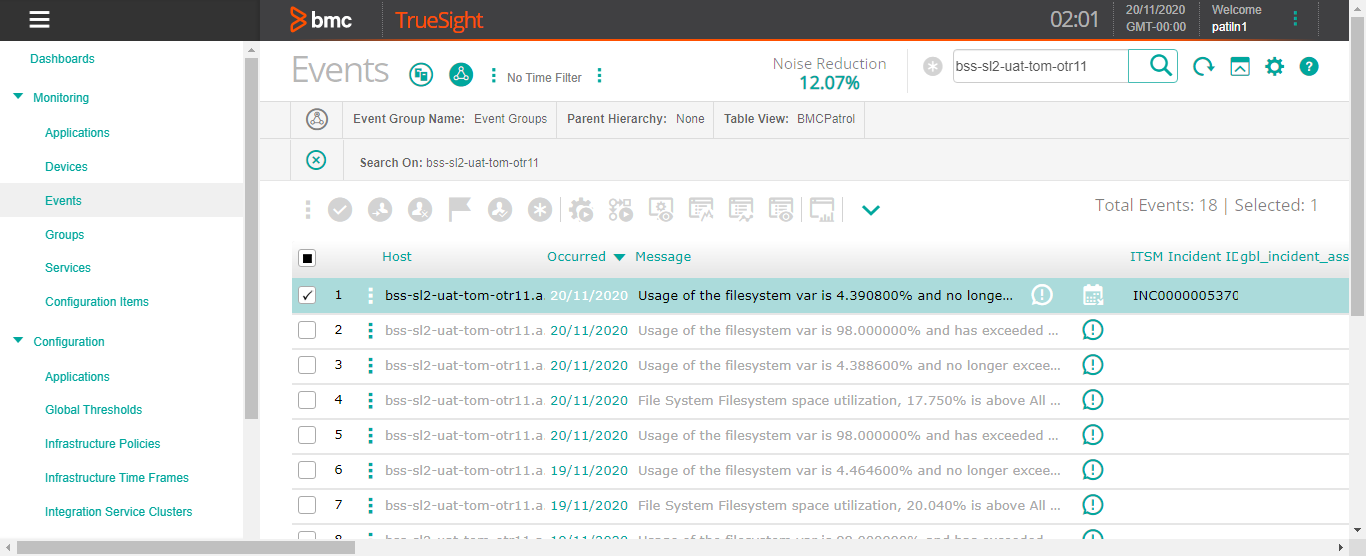 bmc TrueSight 02:01 20/11/2020 GMT-00:00 Welcome patiln1
Dashboards
Monitoring
Applications
Devices
Events
Groups
Services
Configuration Items
Configuration
Applications
Global Thresholds
Infrastructure Policies
Infrastructure Time Frames
Integration Service Clusters
Events No Time Filter Noise Reduction 12.07% bss-sl2-uat-tom-otr11 ?
Event Group Name: Event Groups Parent Hierarchy: None Table View: BMCPatrol
Search On: bss-sl2-uat-tom-otr11
Total Events: 18 | Selected: 1
Host Occurred Message ITSM Incident ID gbl_incident_ass
1 bss-sl2-uat-tom-otr11.a. 20/11/2020 Usage of the filesystem var is 4.390800% and no longe... INC0000005370
2 bss-sl2-uat-tom-otr11.a. 20/11/2020 Usage of the filesystem var is 98.000000% and has exceeded ...
3 bss-sl2-uat-tom-otr11.a. 20/11/2020 Usage of the filesystem var is 4.388600% and no longer excee...
4 bss-sl2-uat-tom-otr11.a. 20/11/2020 File System Filesystem space utilization, 17.750% is above All ...
5 bss-sl2-uat-tom-otr11.a. 20/11/2020 Usage of the filesystem var is 98.000000% and has exceeded ...
6 bss-sl2-uat-tom-otr11.a. 19/11/2020 Usage of the filesystem var is 4.464600% and no longer excee...
7 bss-sl2-uat-tom-otr11.a. 19/11/2020 File System Filesystem space utilization, 20.040% is above All ...